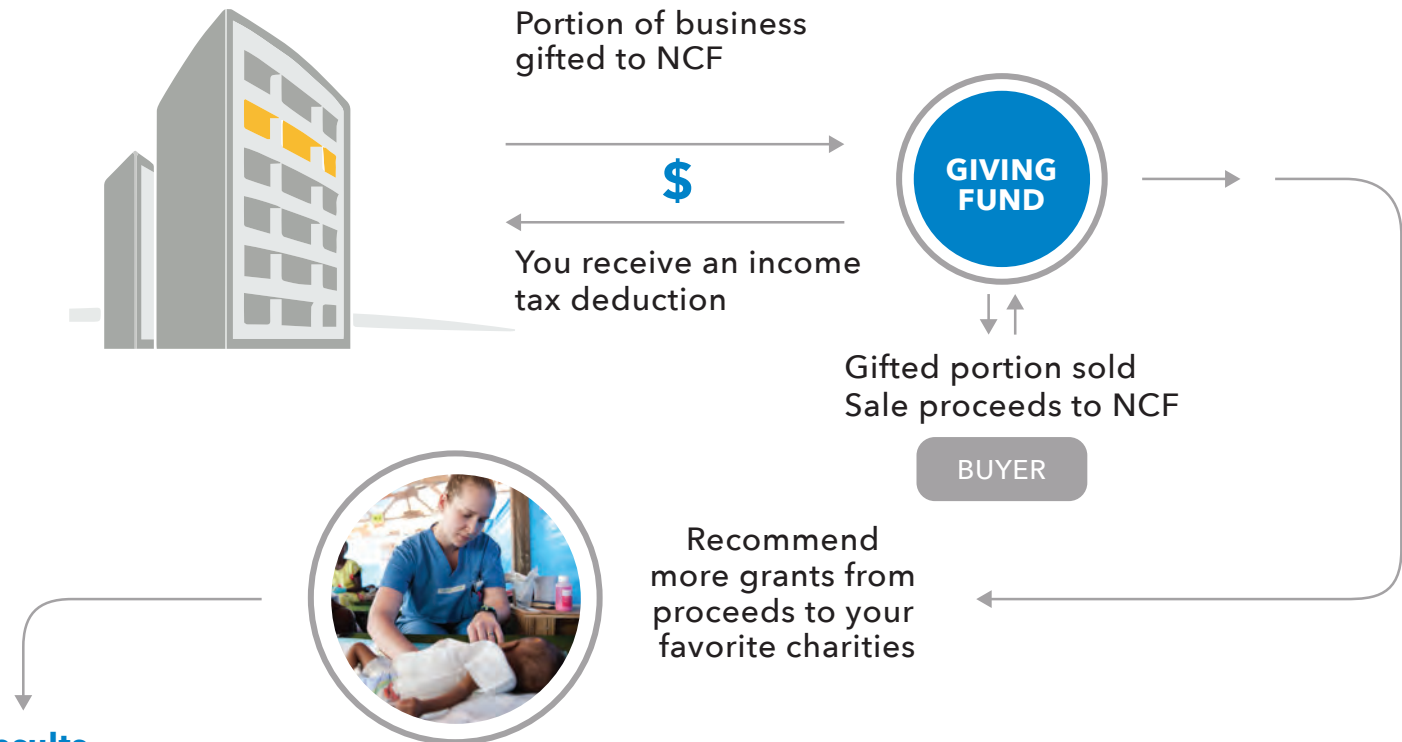 Portion of business
gifted to NCF
$
You receive an income
tax deduction
GIVING
FUND
Gifted portion sold
Sale proceeds to NCF
BUYER
Recommend
more grants from
proceeds to your
favorite charities